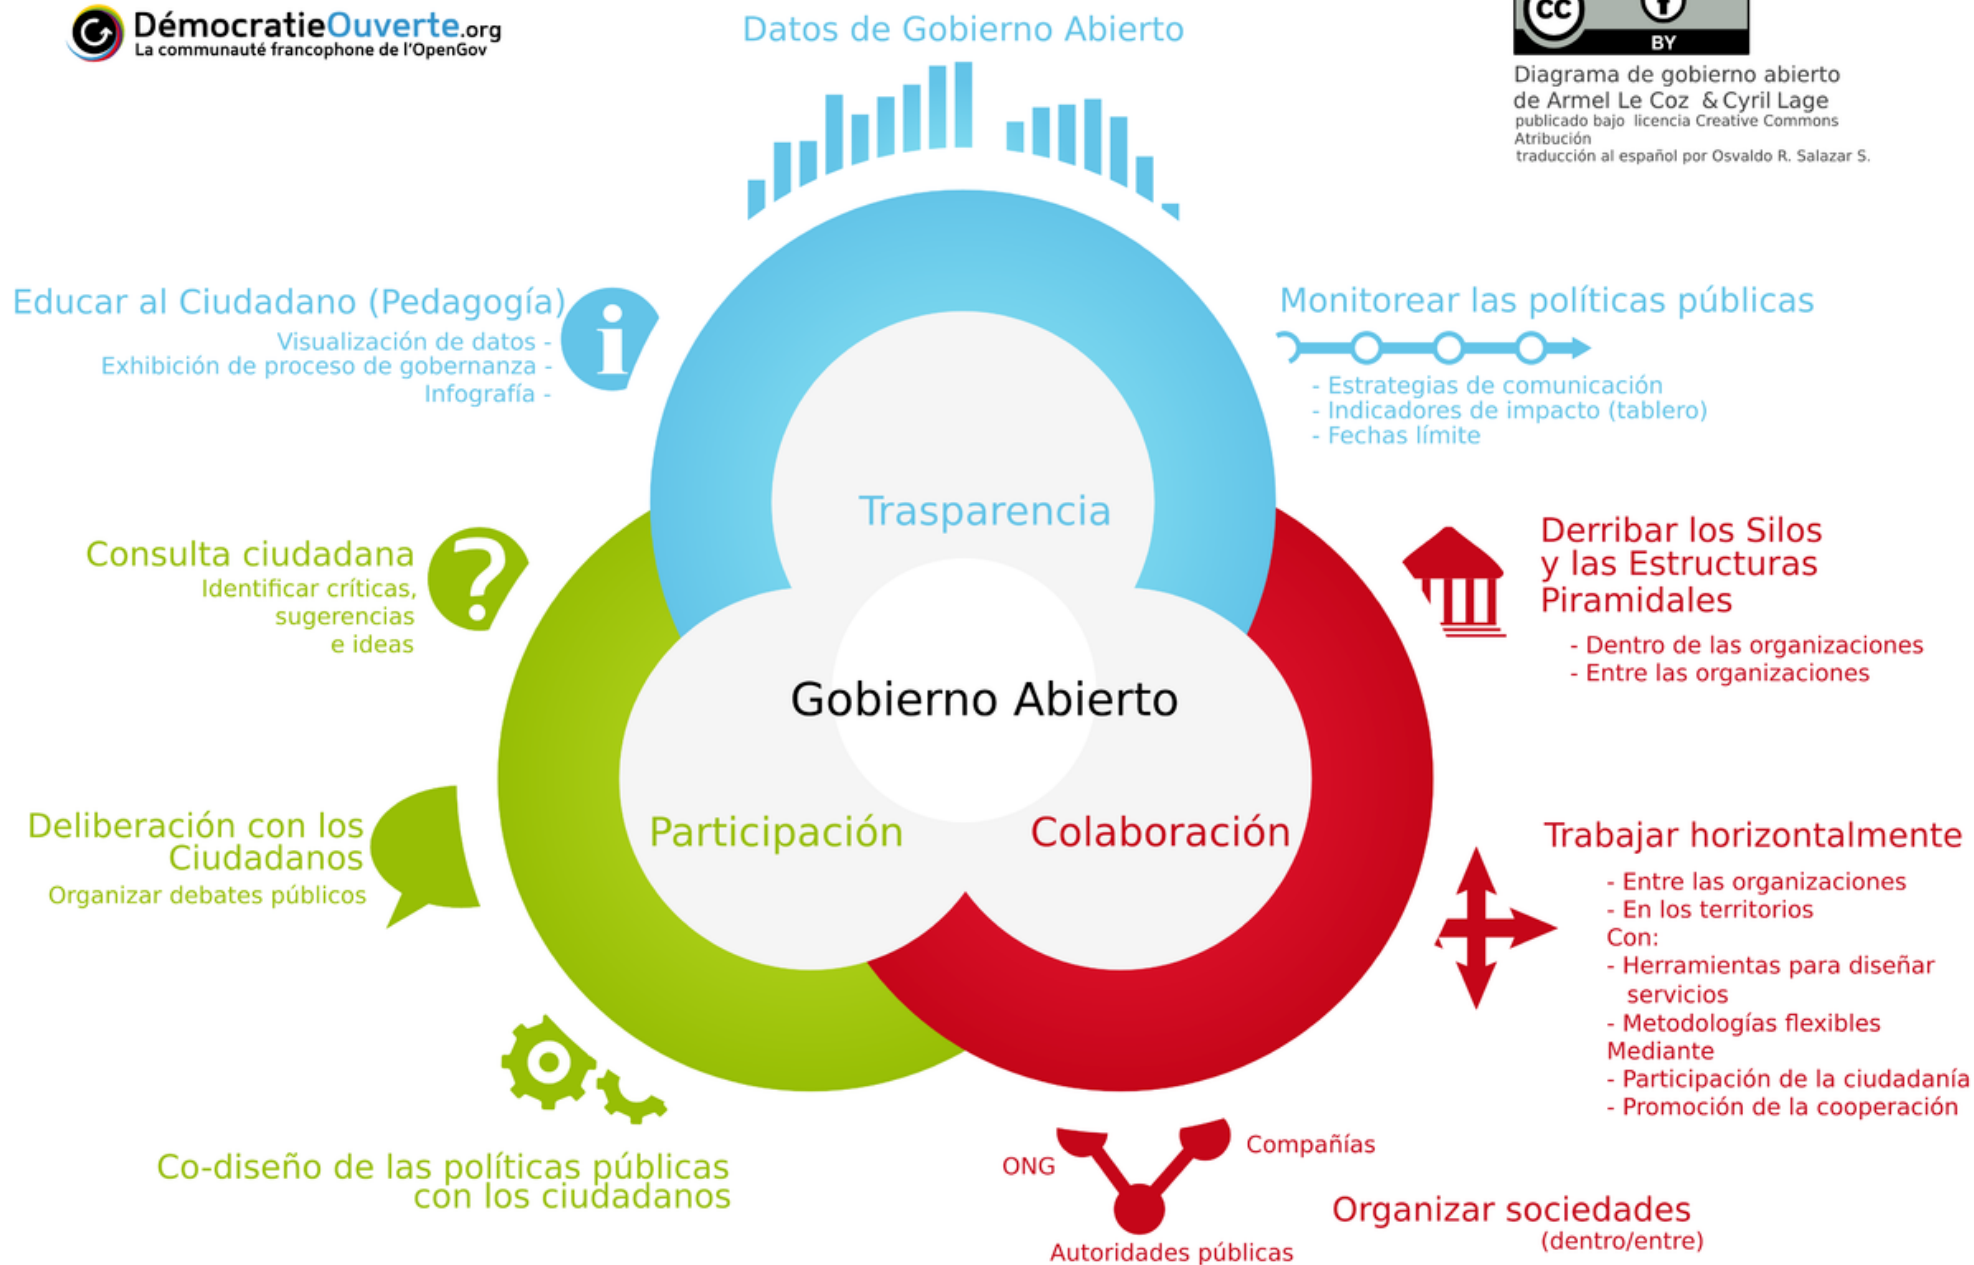 DémocratieOuverte.org
La communauté francophone de l'OpenGov
Datos de Gobierno Abierto
cc
BY
Diagrama de gobierno abierto
de Armel Le Coz & Cyril Lage
publicado bajo licencia Creative Commons
Atribución
traducción al español por Osvaldo R. Salazar S.
Educar al Ciudadano (Pedagogía)
Visualización de datos -
Exhibición de proceso de gobernanza -
Infografía -
i
Monitorear las políticas públicas
- Estrategias de comunicación
- Indicadores de impacto (tablero)
- Fechas límite
Trasparencia
Consulta ciudadana
Identificar críticas,
sugerencias
e ideas
?
Derribar los Silos
y las Estructuras
Piramidales
- Dentro de las organizaciones
- Entre las organizaciones
Gobierno Abierto
Participación
Colaboración
Deliberación con los
Ciudadanos
Organizar debates públicos
Trabajar horizontalmente
- Entre las organizaciones
- En los territorios
Con:
- Herramientas para diseñar
servicios
- Metodologías flexibles
Mediante
- Participación de la ciudadanía
- Promoción de la cooperación
Co-diseño de las políticas públicas
con los ciudadanos
ONG
Compañías
Autoridades públicas
Organizar sociedades
(dentro/entre)